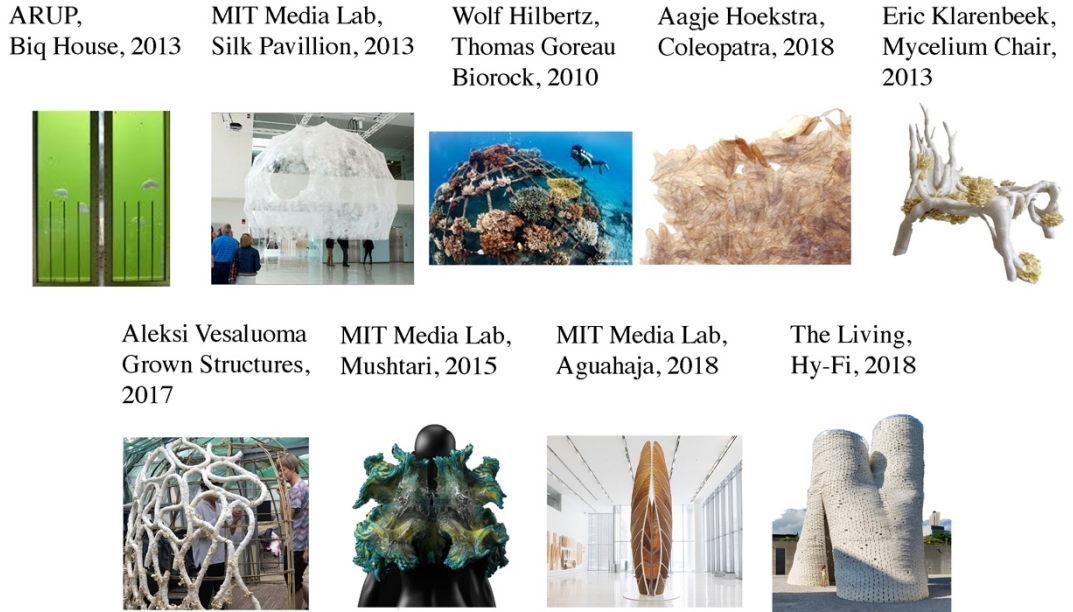 ARUP,
Biq House, 2013
MIT Media Lab,
Silk Pavillion, 2013
Wolf Hilbertz,
Thomas Goreau
Biorock, 2010
Aagje Hoekstra,
Coleopatra, 2018
Eric Klarenbeek,
Mycelium Chair,
2013
Aleksi Vesaluoma
Grown Structures,
2017
MIT Media Lab,
Mushtari, 2015
MIT Media Lab,
Aguahaja, 2018
The Living,
Hy-Fi, 2018